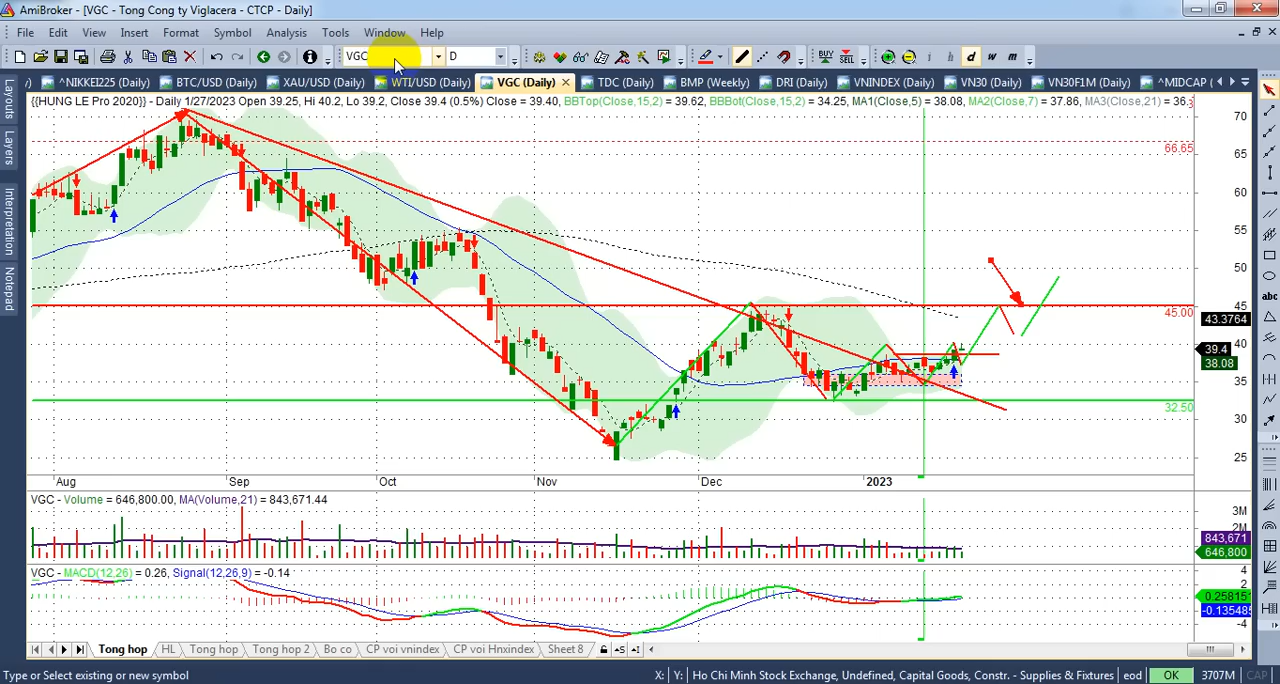 AmiBroker - [VGC - Tong Cong ty Viglacera - CTCP - Daily]
File Edit View Insert Format Symbol Analysis Tools Window Help
VGC D BUY SELL i h d w m
^NIKKEI225 (Daily) BTC/USD (Daily) XAU/USD (Daily) WTI/USD (Daily) VGC (Daily) TDC (Daily) BMP (Weekly) DRI (Daily) VNINDEX (Daily) VN30 (Daily) VN30F1M (Daily) ^MIDCAP
{{HUNG LE Pro 2020}} - Daily 1/27/2023 Open 39.25, Hi 40.2, Lo 39.2, Close 39.4 (0.5%) Close = 39.40, BBTop(Close,15,2) = 39.62, BBBot(Close,15,2) = 34.25, MA1(Close,5) = 38.08, MA2(Close,7) = 37.86, MA3(Close,21) = 36.
Layouts
Layers
Interpretation
Notepad
70
66.65
65
60
55
50
45
45.00
43.3764
40
39.4
38.08
35
32.50
30
25
abc
Aug Sep Oct Nov Dec 2023
VGC - Volume = 646,800.00, MA(Volume,21) = 843,671.44
3M
2M
843,671
646,800
VGC - MACD(12,26) = 0.26, Signal(12,26,9) = -0.14
4
2
0.25815
-0.135485
-4
Tong hop HL Tong hop Tong hop 2 Bo co CP voi vnindex CP voi Hnxindex Sheet 8
Type or Select existing or new symbol X: Y: Ho Chi Minh Stock Exchange, Undefined, Capital Goods, Constr. - Supplies & Fixtures eod OK 3707M CAP